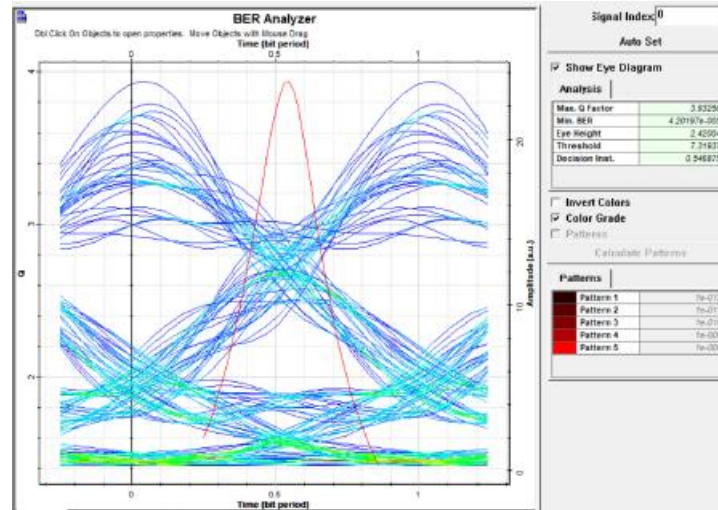 BER Analyzer
Dbl Click On Objects to open properties. Move Objects with Mouse Drag
Time (bit period)
0 0.5 1
4
3
2
Q
20
10
0
Amplitude (a.u.)
0 0.5 1
Time (bit period)
Signal Index: 0
Auto Set
Show Eye Diagram
Analysis
Max. Q Factor
Min. BER
Eye Height
Threshold
Decision Inst.
Invert Colors
Color Grade
Patterns
Calculate Patterns
Patterns
Pattern 1
Pattern 2
Pattern 3
Pattern 4
Pattern 5